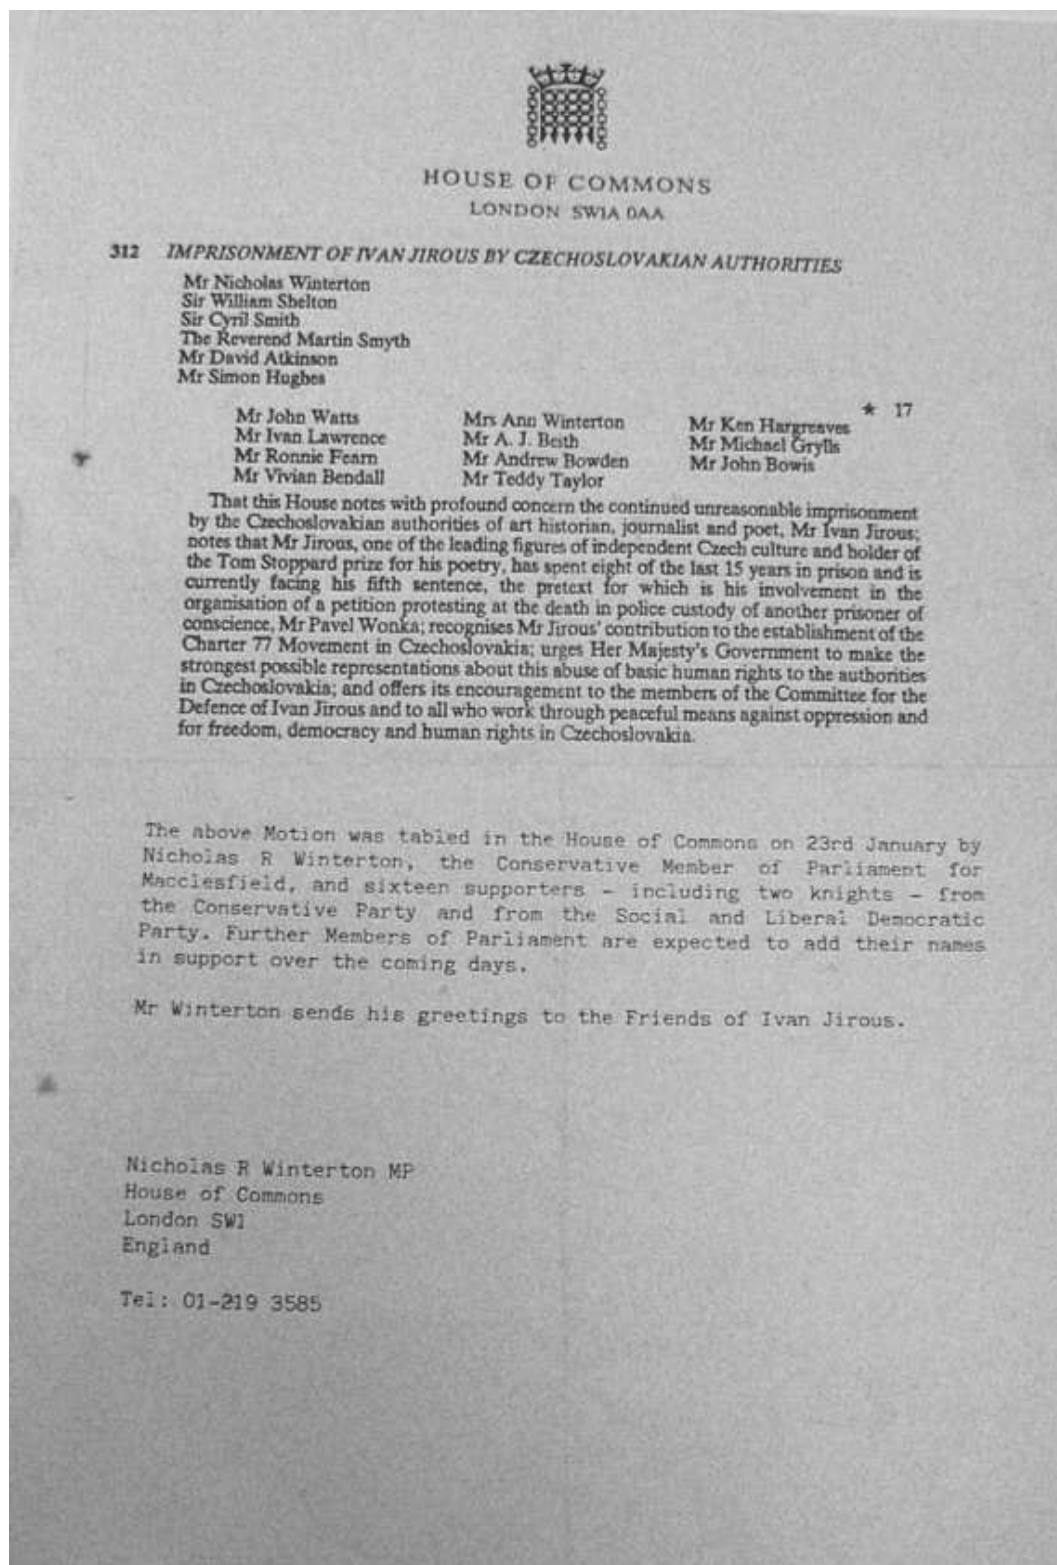 HOUSE OF COMMONS
LONDON SW1A 0AA
312 IMPRISONMENT OF IVAN JIROUS BY CZECHOSLOVAKIAN AUTHORITIES
Mr Nicholas Winterton
Sir William Shelton
Sir Cyril Smith
The Reverend Martin Smyth
Mr David Atkinson
Mr Simon Hughes
★ 17
Mr John Watts Mrs Ann Winterton Mr Ken Hargreaves
Mr Ivan Lawrence Mr A. J. Beith Mr Michael Grylls
Mr Ronnie Fearn Mr Andrew Bowden Mr John Bowis
Mr Vivian Bendall Mr Teddy Taylor
That this House notes with profound concern the continued unreasonable imprisonment
by the Czechoslovakian authorities of art historian, journalist and poet, Mr Ivan Jirous;
notes that Mr Jirous, one of the leading figures of independent Czech culture and holder of
the Tom Stoppard prize for his poetry, has spent eight of the last 15 years in prison and is
currently facing his fifth sentence, the pretext for which is his involvement in the
organisation of a petition protesting at the death in police custody of another prisoner of
conscience, Mr Pavel Wonka; recognises Mr Jirous' contribution to the establishment of the
Charter 77 Movement in Czechoslovakia; urges Her Majesty's Government to make the
strongest possible representations about this abuse of basic human rights to the authorities
in Czechoslovakia; and offers its encouragement to the members of the Committee for the
Defence of Ivan Jirous and to all who work through peaceful means against oppression and
for freedom, democracy and human rights in Czechoslovakia.
The above Motion was tabled in the House of Commons on 23rd January by
Nicholas R Winterton, the Conservative Member of Parliament for
Macclesfield, and sixteen supporters - including two knights - from
the Conservative Party and from the Social and Liberal Democratic
Party. Further Members of Parliament are expected to add their names
in support over the coming days.
Mr Winterton sends his greetings to the Friends of Ivan Jirous.
Nicholas R Winterton MP
House of Commons
London SW1
England
Tel: 01-219 3585